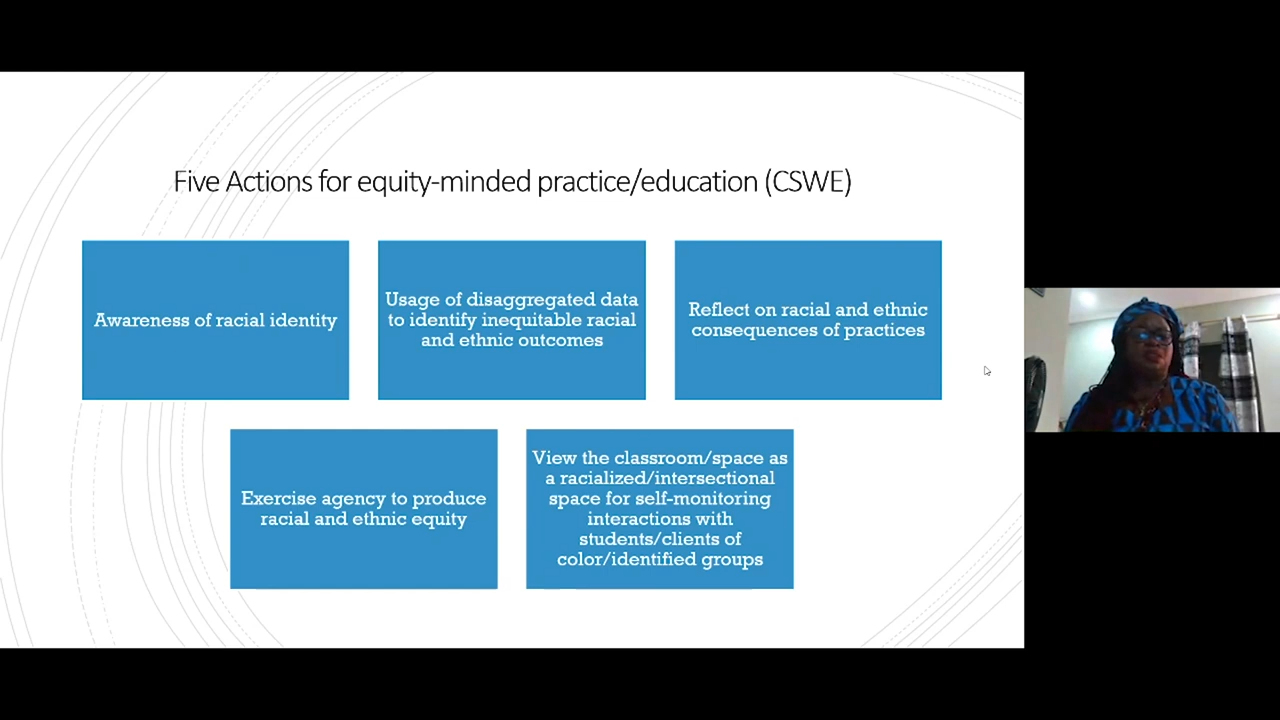 Five Actions for equity-minded practice/education (CSWE)
Awareness of racial identity
Usage of disaggregated data
to identify inequitable racial
and ethnic outcomes
Reflect on racial and ethnic
consequences of practices
Exercise agency to produce
racial and ethnic equity
View the classroom/space as
a racialized/intersectional
space for self-monitoring
interactions with
students/clients of
color/identified groups